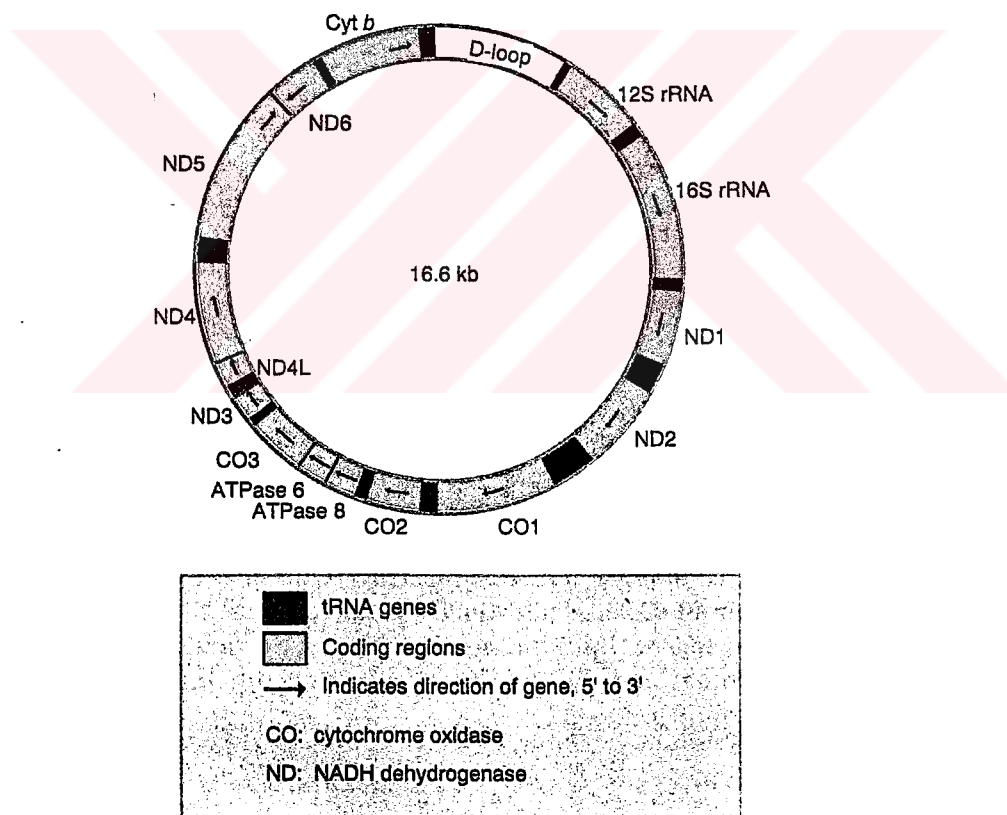 Cyt b
D-loop
12S rRNA
ND6
ND5
16S rRNA
16.6 kb
ND4
ND1
ND4L
ND3
ND2
CO3
ATPase 6
ATPase 8
CO2
CO1
tRNA genes
Coding regions
Indicates direction of gene, 5' to 3'
CO: cytochrome oxidase
ND: NADH dehydrogenase